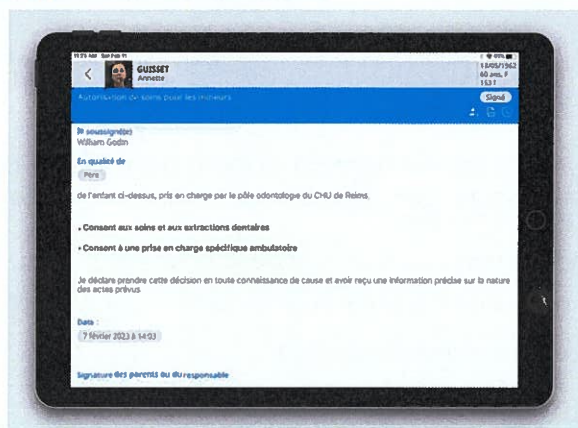 GUISSET
Annette
13/05/1962
60 ans, F
Autorisation de soins pour les mineurs
Signé
Je soussigné(e)
William Godin
En qualité de
Père
de l'enfant ci-dessus, pris en charge par le pôle odontologie du CHU de Reims,
• Consent aux soins et aux extractions dentaires
• Consent à une prise en charge spécifique ambulatoire
Je déclare prendre cette décision en toute connaissance de cause et avoir reçu une information précise sur la nature
des actes prévus
Date :
7 février 2023 à 14:03
Signature des parents ou du responsable